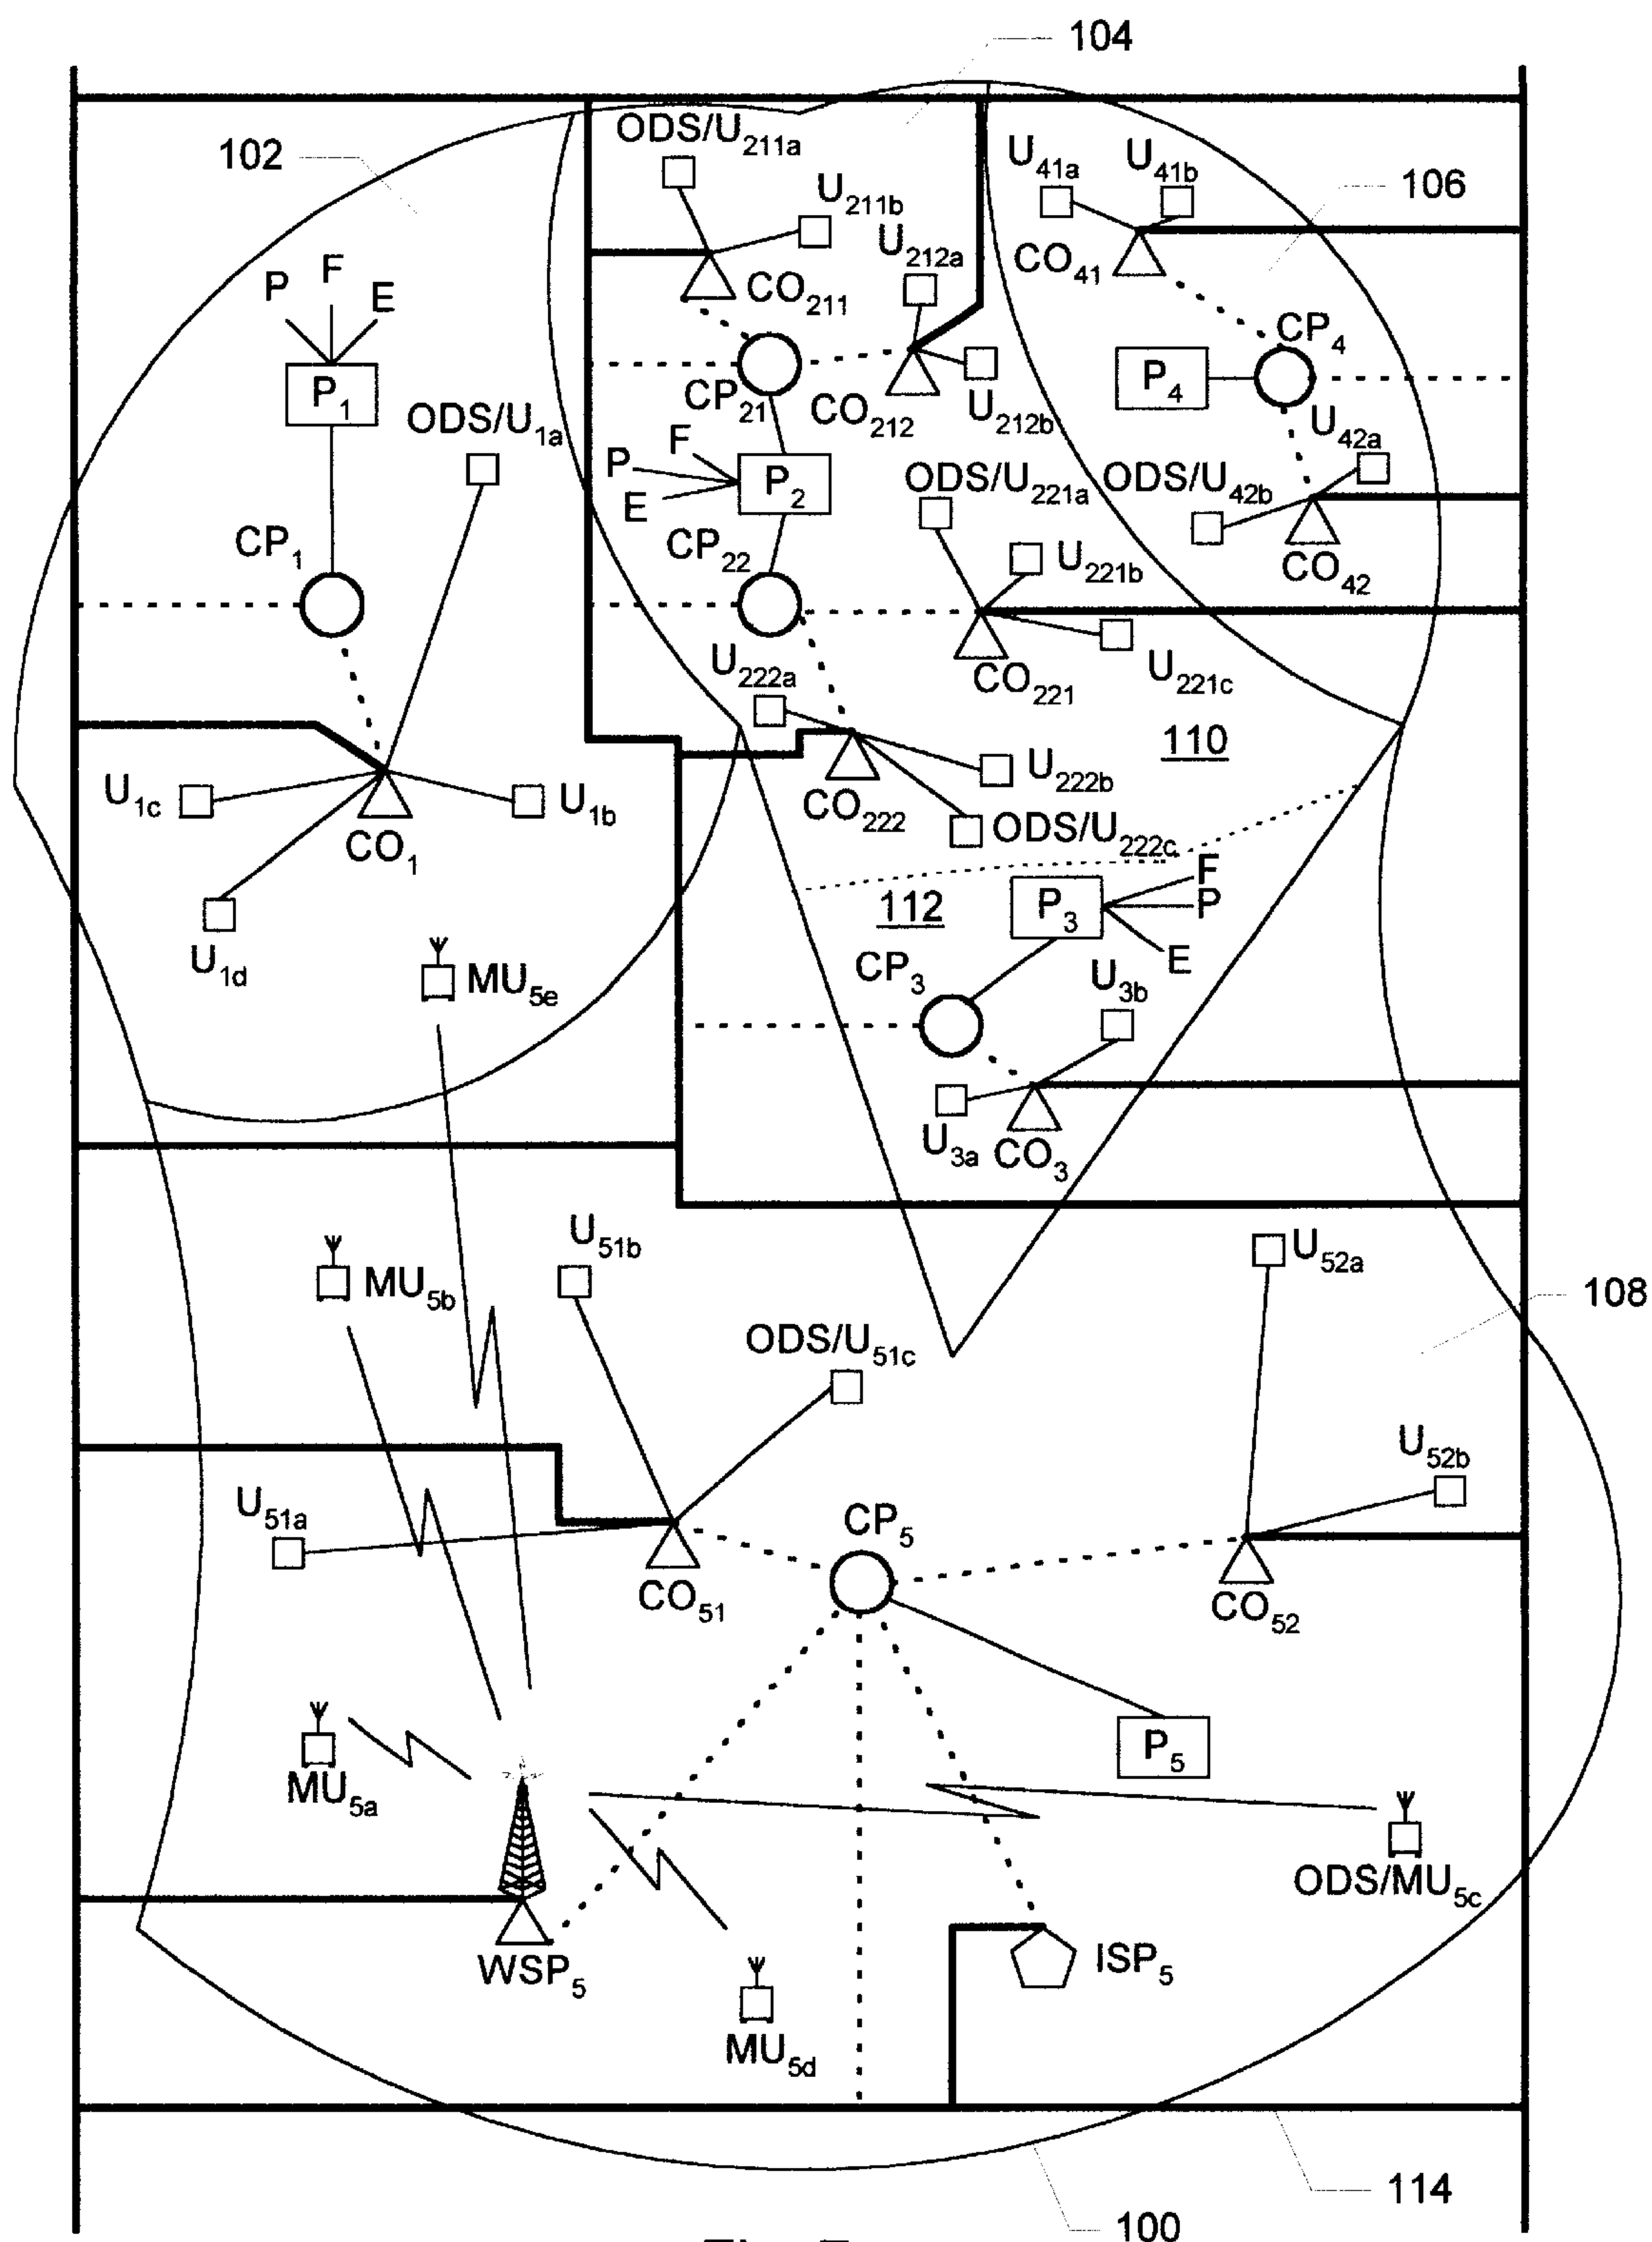 104
102
ODS/U211a
U211b
U212a
U41a
U41b
106
CO41
CO211
P
F
E
P1
CP21
CO212
U212b
CP4
P4
U42a
ODS/U1a
F
P
E
P2
ODS/U221a
ODS/U42b
CP1
CP22
U221b
CO42
U222a
CO221
U221c
110
U1c
U1b
CO1
U222b
CO222
ODS/U222c
112
P3
F
P
E
U1d
MU5e
CP3
U3b
U3a
CO3
U51b
U52a
MU5b
108
ODS/U51c
U52b
U51a
CP5
CO51
CO52
P5
MU5a
ODS/MU5c
WSP5
ISP5
MU5d
114
100